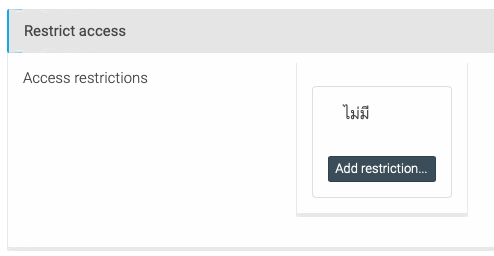 Restrict access
Access restrictions
ไม่มี
Add restriction...